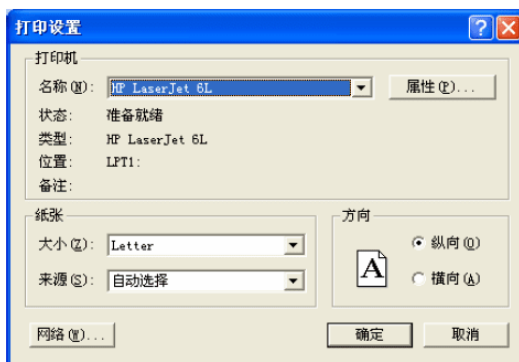 打印设置
打印机
名称(N): HP LaserJet 6L 属性(P)...
状态: 准备就绪
类型: HP LaserJet 6L
位置: LPT1:
备注:
纸张
大小(Z): Letter
来源(S): 自动选择
方向
A
纵向(O)
横向(A)
网络(W)... 确定 取消